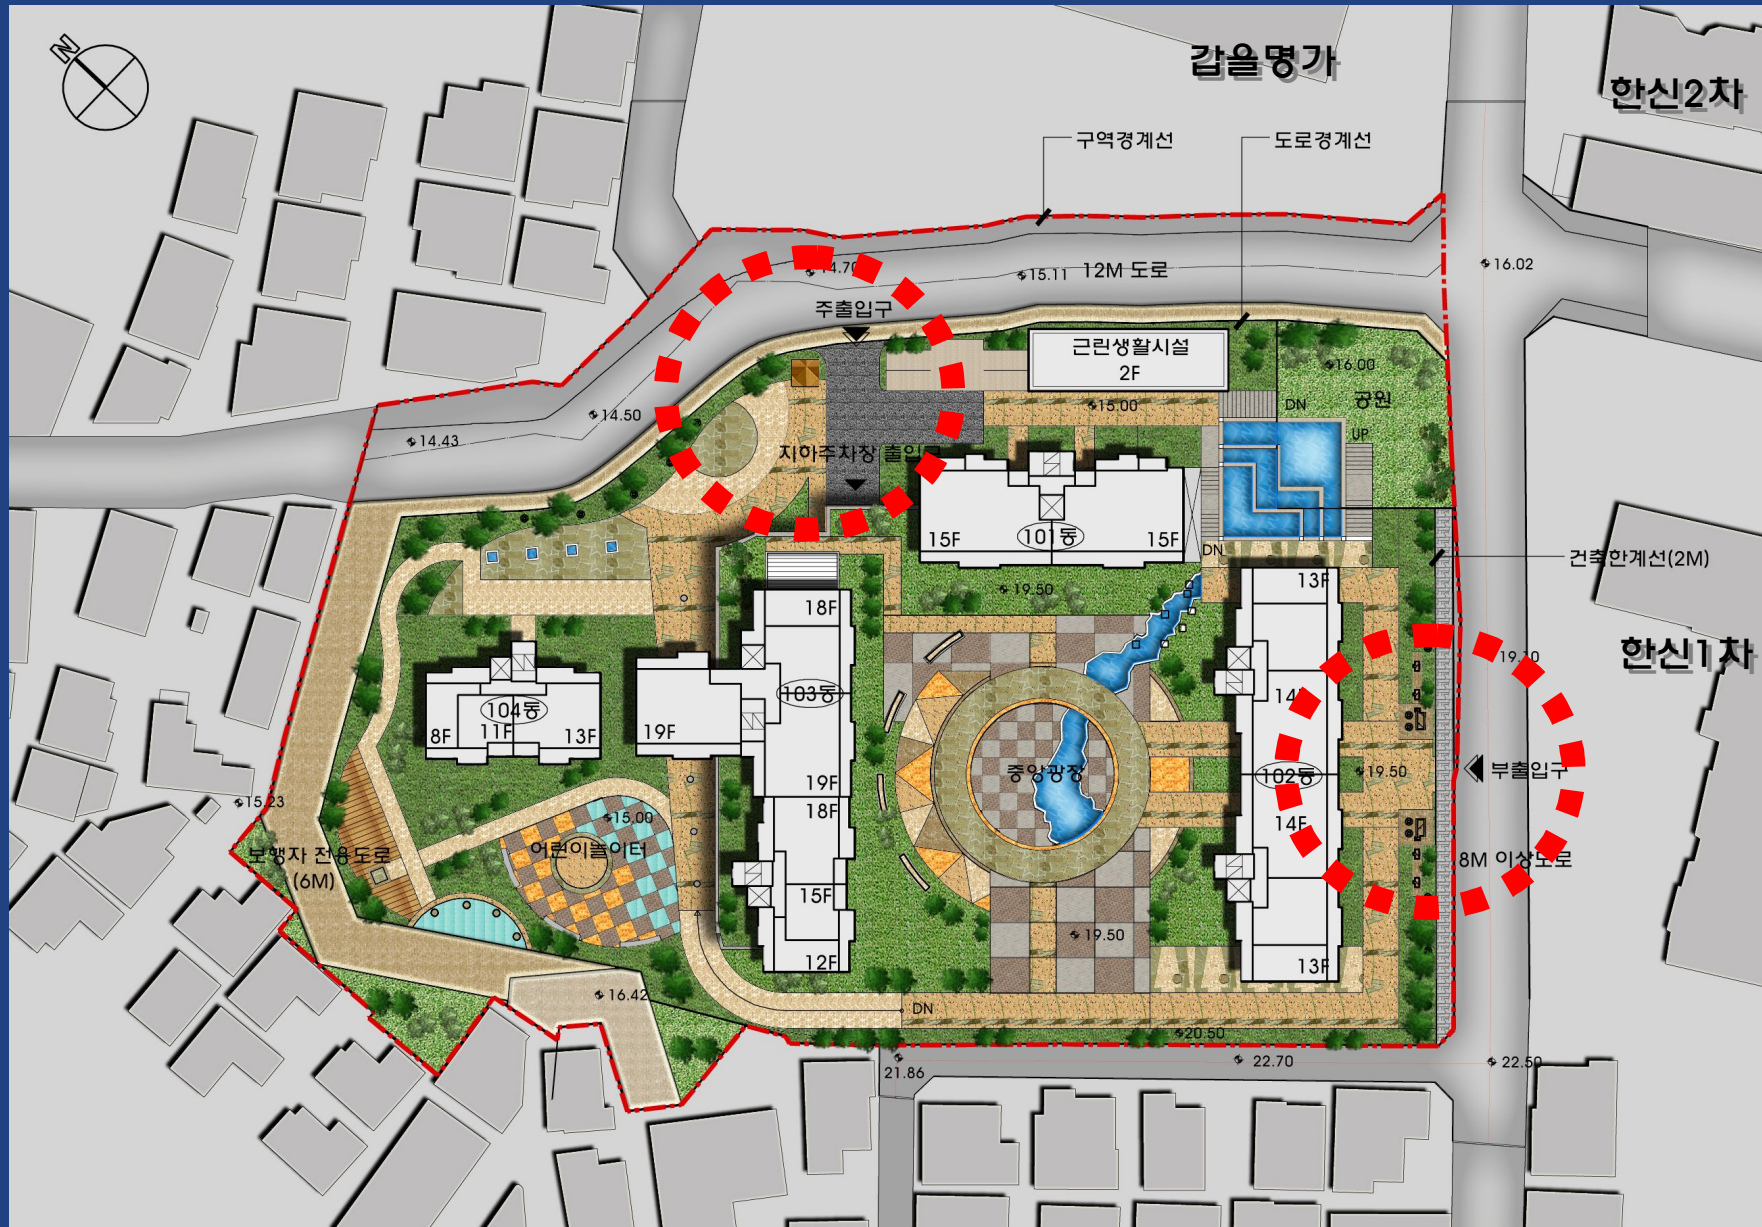 N
갑을명가
한신2차
구역경계선
도로경계선
14.70
15.11
12M 도로
16.02
주출입구
근린생활시설
2F
16.00
공원
14.50
14.43
15.00
DN
UP
지하주차장 출입구
15F
101동
15F
DN
건축한계선(2M)
13F
19.50
18F
한신1차
103동
104동
8F
11F
13F
19F
14F
19.50
102동
부출입구
중앙광장
19F
18F
14F
15.23
15.00
어린이놀이터
보행자 전용도로
(6M)
8M 이상도로
15F
12F
19.50
13F
16.42
DN
20.50
21.86
22.70
22.50